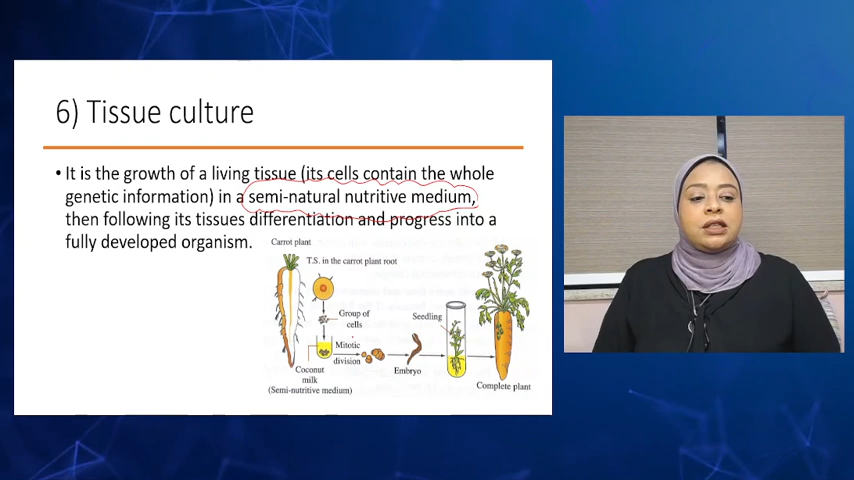 6) Tissue culture
• It is the growth of a living tissue (its cells contain the whole
genetic information) in a semi-natural nutritive medium,
then following its tissues differentiation and progress into a
fully developed organism.
Carrot plant
T.S. in the carrot plant root
Group of
cells
Seedling
Mitotic
division
Coconut
milk
(Semi-nutritive medium)
Embryo
Complete plant